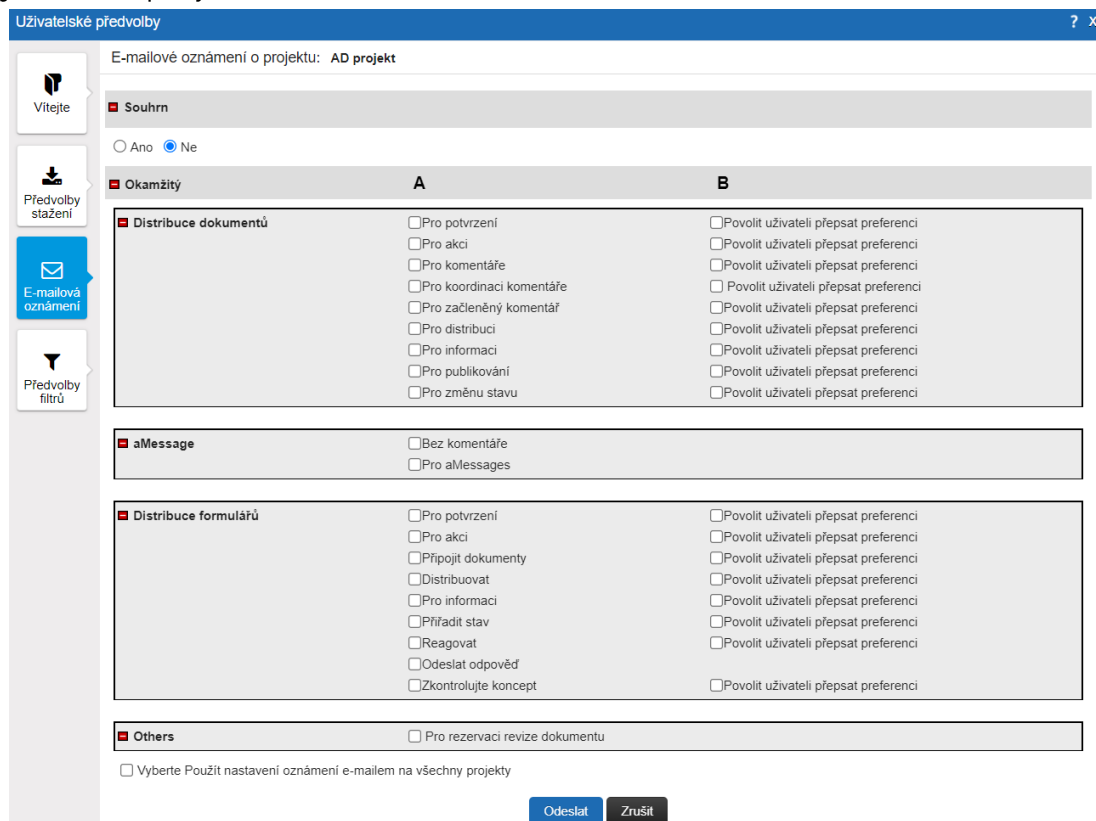 Uživatelské předvolby ? X
E-mailové oznámení o projektu: AD projekt
Vítejte
Souhrn
Ano Ne
Předvolby stažení
Okamžitý A B
Distribuce dokumentů Pro potvrzení Povolit uživateli přepsat preferenci
Pro akci Povolit uživateli přepsat preferenci
Pro komentáře Povolit uživateli přepsat preferenci
Pro koordinaci komentáře Povolit uživateli přepsat preferenci
Pro začleněný komentář Povolit uživateli přepsat preferenci
Pro distribuci Povolit uživateli přepsat preferenci
Pro informaci Povolit uživateli přepsat preferenci
Pro publikování Povolit uživateli přepsat preferenci
Pro změnu stavu Povolit uživateli přepsat preferenci
E-mailová oznámení
Předvolby filtrů
aMessage Bez komentáře
Pro aMessages
Distribuce formulářů Pro potvrzení Povolit uživateli přepsat preferenci
Pro akci Povolit uživateli přepsat preferenci
Připojit dokumenty Povolit uživateli přepsat preferenci
Distribuovat Povolit uživateli přepsat preferenci
Pro informaci Povolit uživateli přepsat preferenci
Přiřadit stav Povolit uživateli přepsat preferenci
Reagovat Povolit uživateli přepsat preferenci
Odeslat odpověď
Zkontrolujte koncept Povolit uživateli přepsat preferenci
Others Pro rezervaci revize dokumentu
Vyberte Použít nastavení oznámení e-mailem na všechny projekty
Odeslat Zrušit